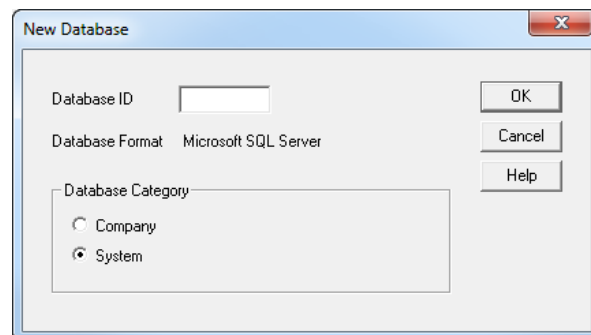 New Database
Database ID
OK
Database Format Microsoft SQL Server
Cancel
Help
Database Category
Company
System